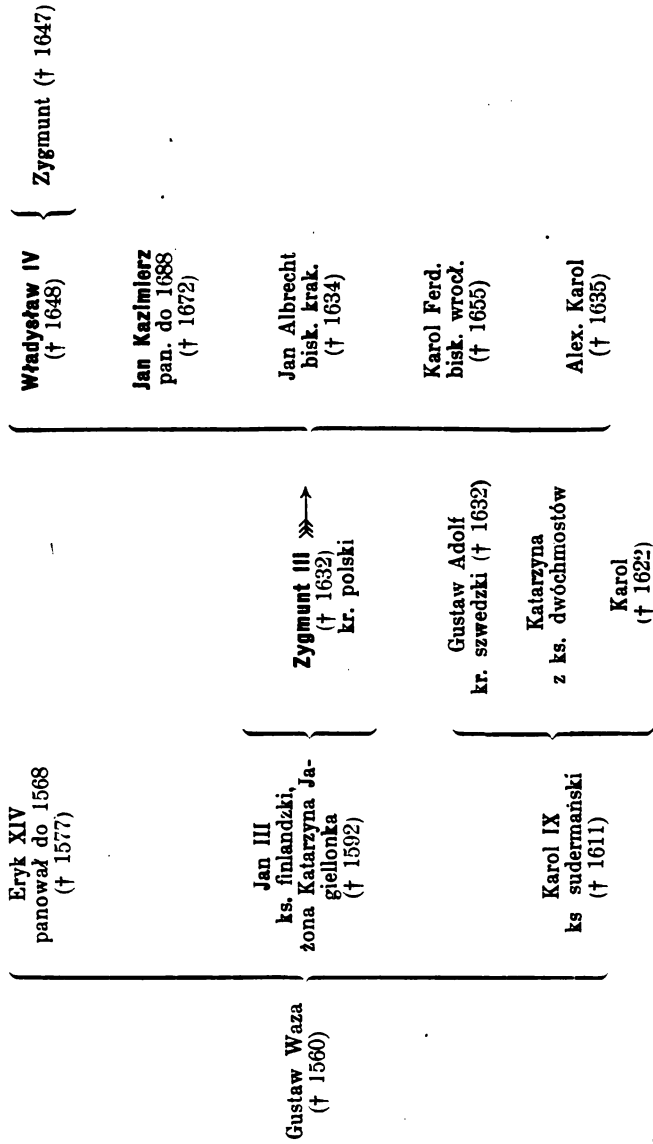 Gustaw Waza
(† 1560)
Eryk XIV
panował do 1568
(† 1577)
Jan III
ks. finlandzki,
żona Katarzyna Ja-
giellonka
(† 1592)
Karol IX
ks sudermański
(† 1611)
Zygmunt III
(† 1632)
kr. polski
Gustaw Adolf
kr. szwedzki († 1632)
Katarzyna
z ks. dwóchmostów
Karol
(† 1622)
Władysław IV
(† 1648)
Jan Kazimierz
pan. do 1688
(† 1672)
Jan Albrecht
bisk. krak.
(† 1634)
Karol Ferd.
bisk. wrocł.
(† 1655)
Alex. Karol
(† 1635)
Zygmunt († 1647)